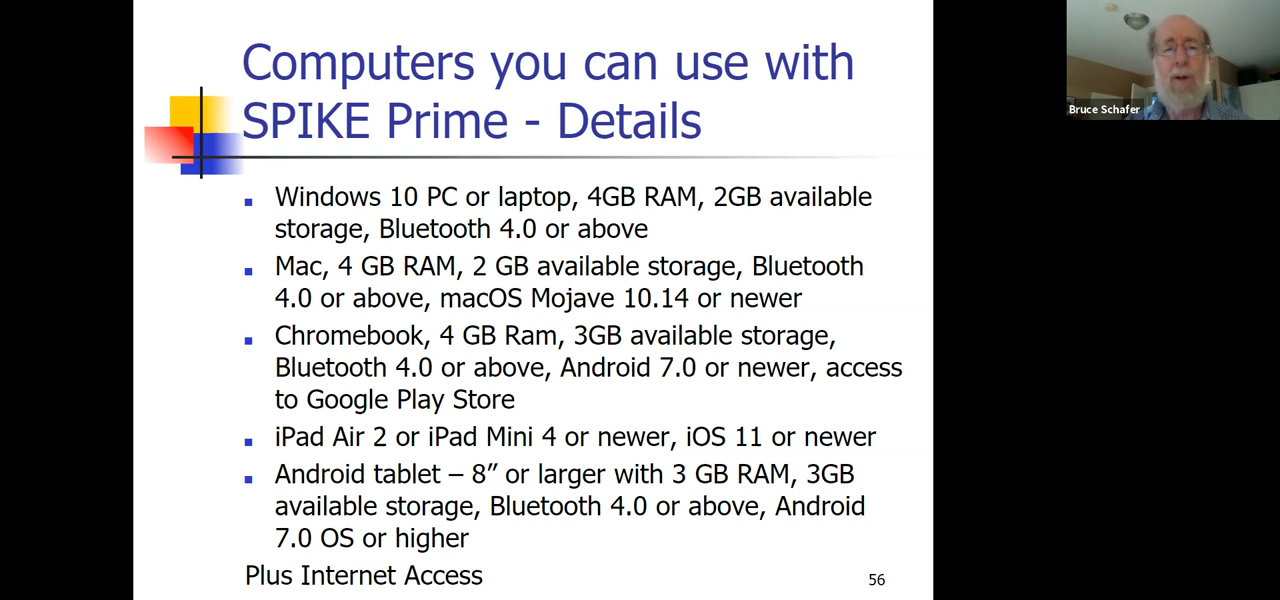 Computers you can use with
SPIKE Prime - Details
Windows 10 PC or laptop, 4GB RAM, 2GB available
storage, Bluetooth 4.0 or above
Mac, 4 GB RAM, 2 GB available storage, Bluetooth
4.0 or above, macOS Mojave 10.14 or newer
Chromebook, 4 GB Ram, 3GB available storage,
Bluetooth 4.0 or above, Android 7.0 or newer, access
to Google Play Store
iPad Air 2 or iPad Mini 4 or newer, iOS 11 or newer
Android tablet – 8” or larger with 3 GB RAM, 3GB
available storage, Bluetooth 4.0 or above, Android
7.0 OS or higher
Plus Internet Access
56
Bruce Schafer